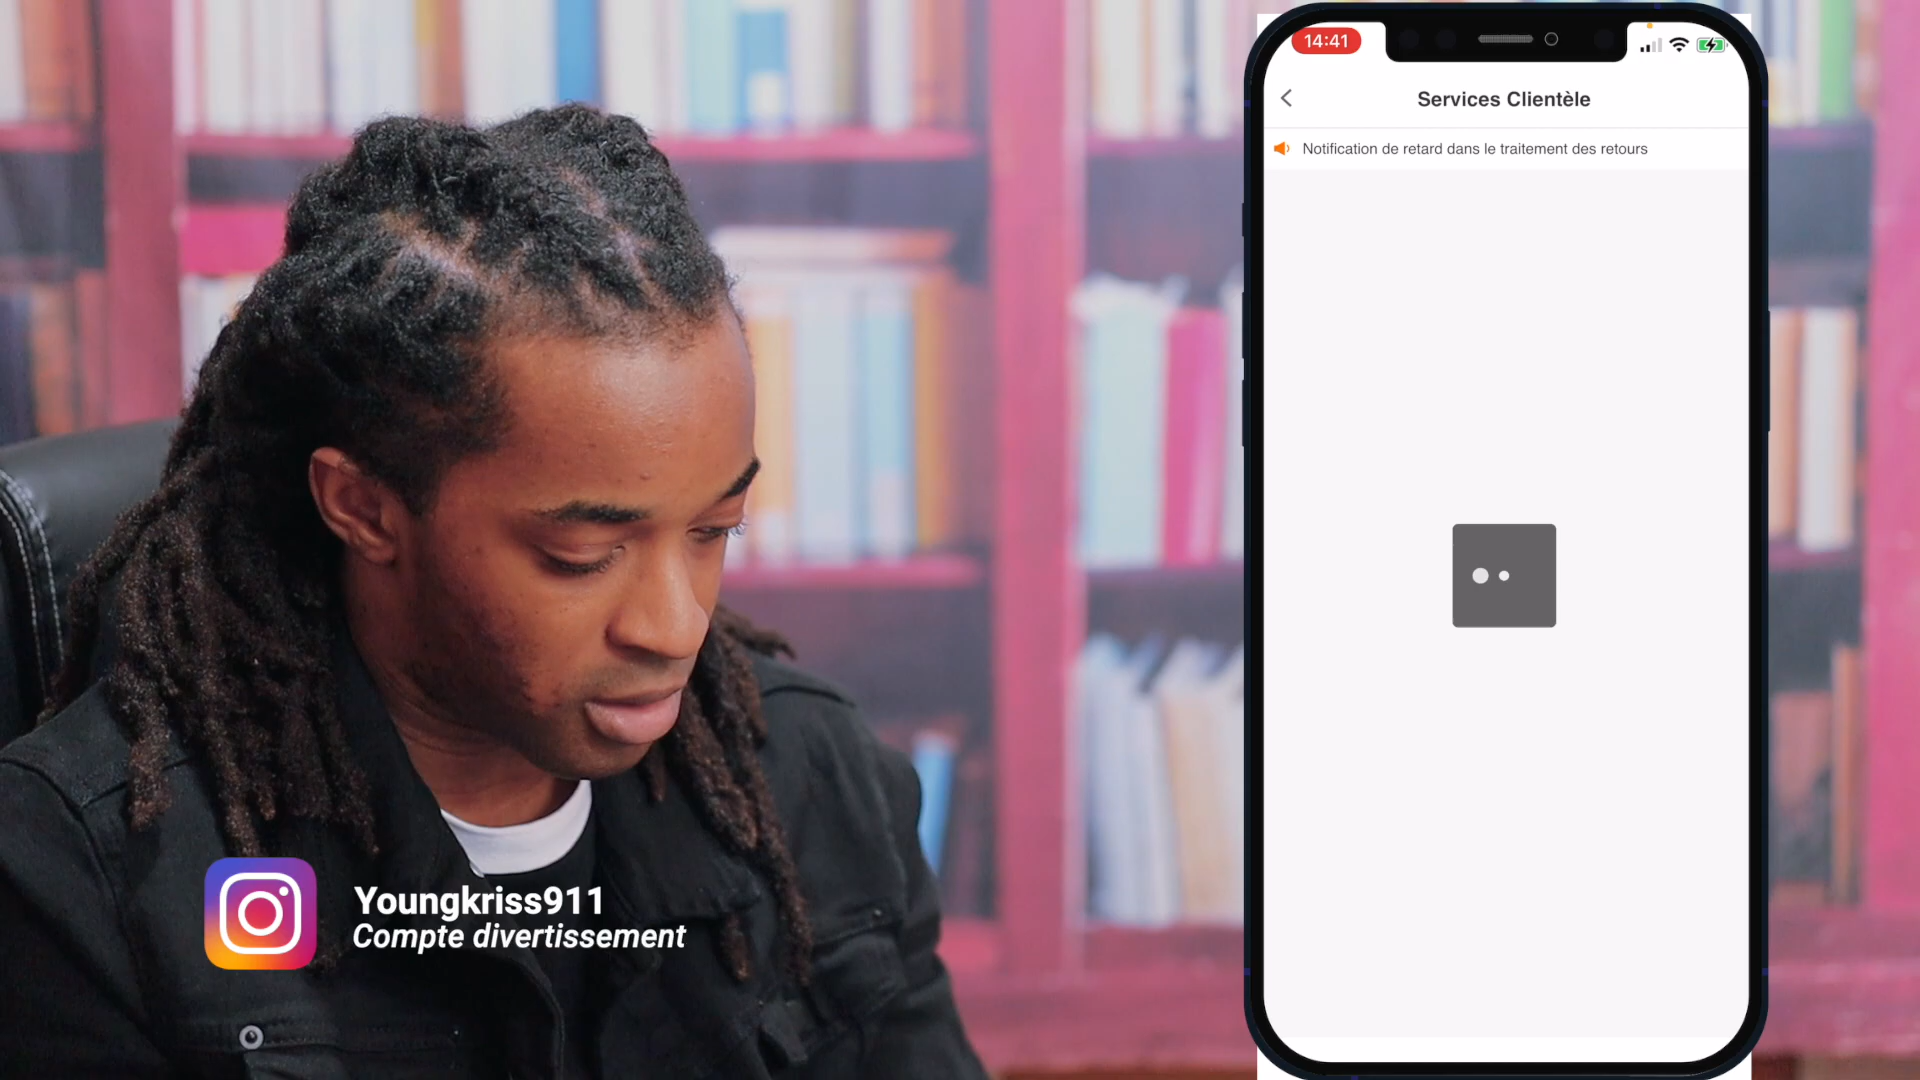 14:41
Services Clientèle
Notification de retard dans le traitement des retours
Youngkriss911
Compte divertissement